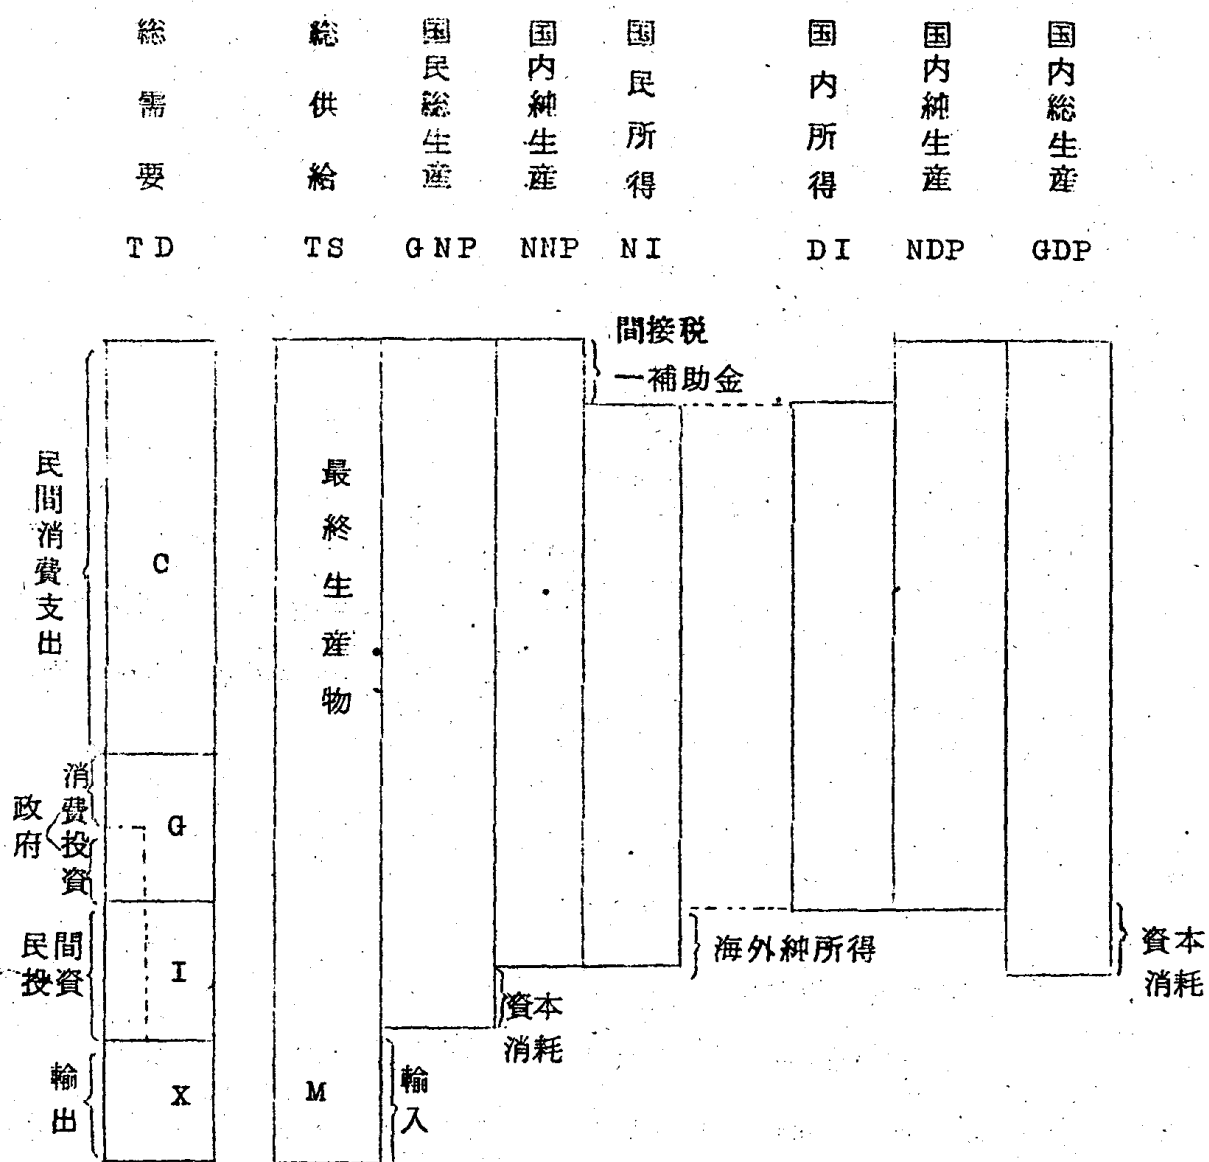 総需要
総供給
国民総生産
国内純生産
国民所得
国内所得
国内純生産
国内総生産
TD
TS
GNP
NNP
NI
DI
NDP
GDP
間接税
－補助金
民間消費支出
C
最終生産物
政府
消費
投資
G
民間
投資
I
海外純所得
資本
消耗
資本
消耗
輸出
X
M
輸入